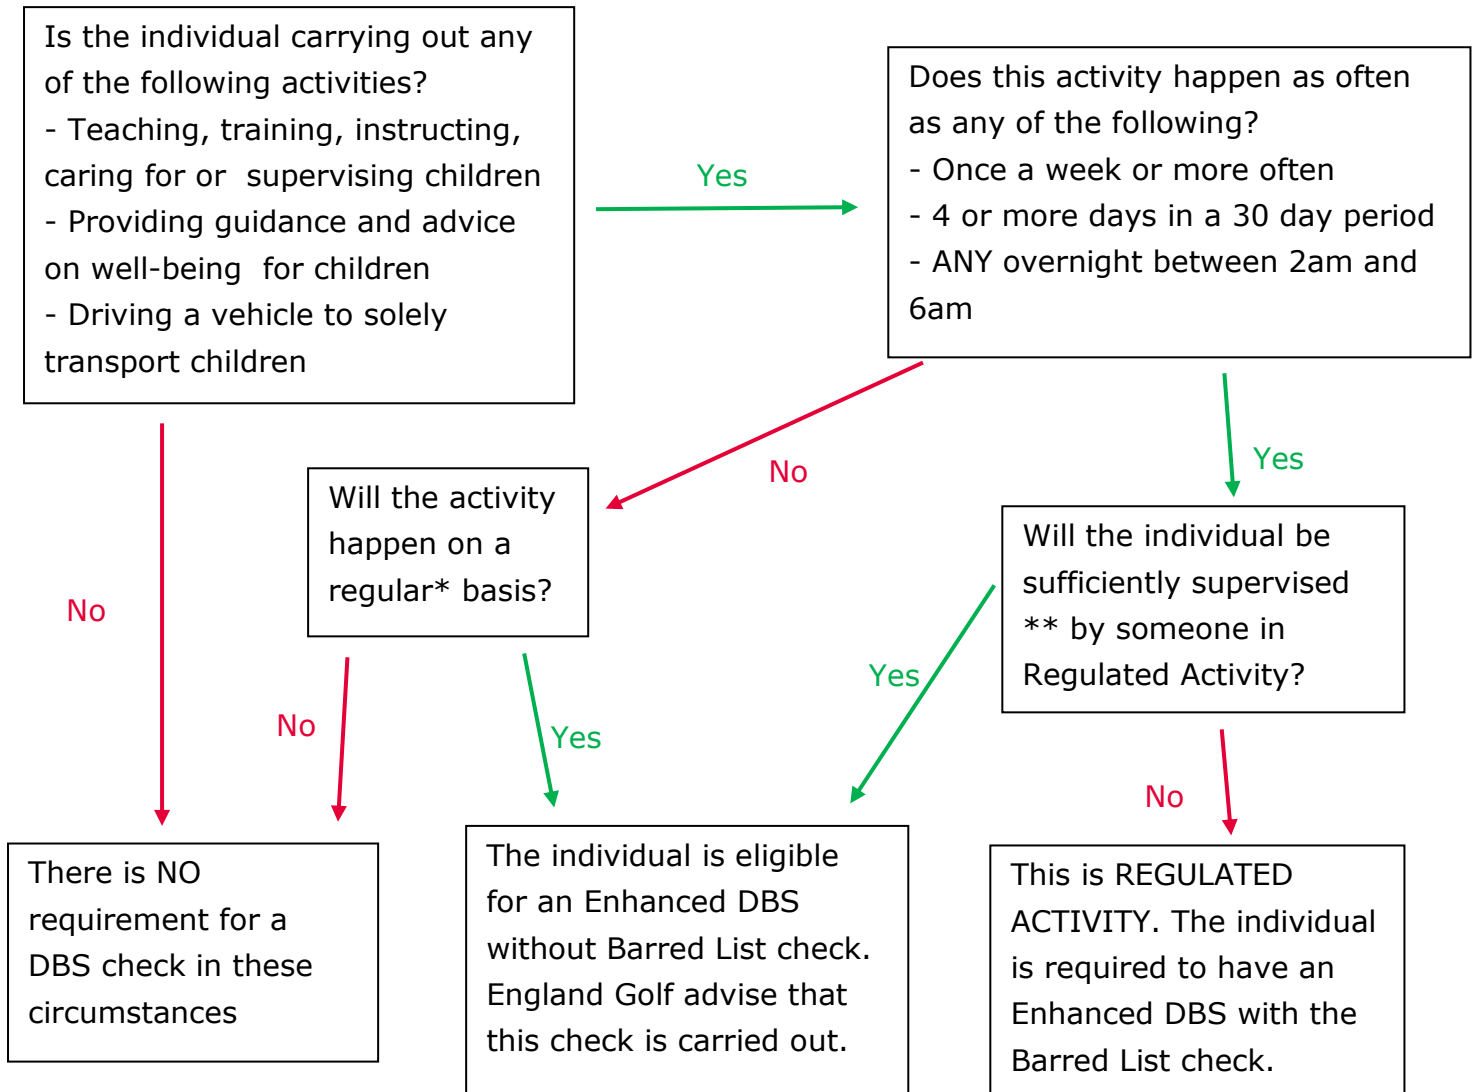 Is the individual carrying out any
of the following activities?
- Teaching, training, instructing,
caring for or supervising children
- Providing guidance and advice
on well-being for children
- Driving a vehicle to solely
transport children
Yes
Does this activity happen as often
as any of the following?
- Once a week or more often
- 4 or more days in a 30 day period
- ANY overnight between 2am and
6am
No
Yes
Will the activity
happen on a
regular* basis?
Will the individual be
sufficiently supervised
** by someone in
Regulated Activity?
No
No
Yes
Yes
No
There is NO
requirement for a
DBS check in these
circumstances
The individual is eligible
for an Enhanced DBS
without Barred List check.
England Golf advise that
this check is carried out.
This is REGULATED
ACTIVITY. The individual
is required to have an
Enhanced DBS with the
Barred List check.